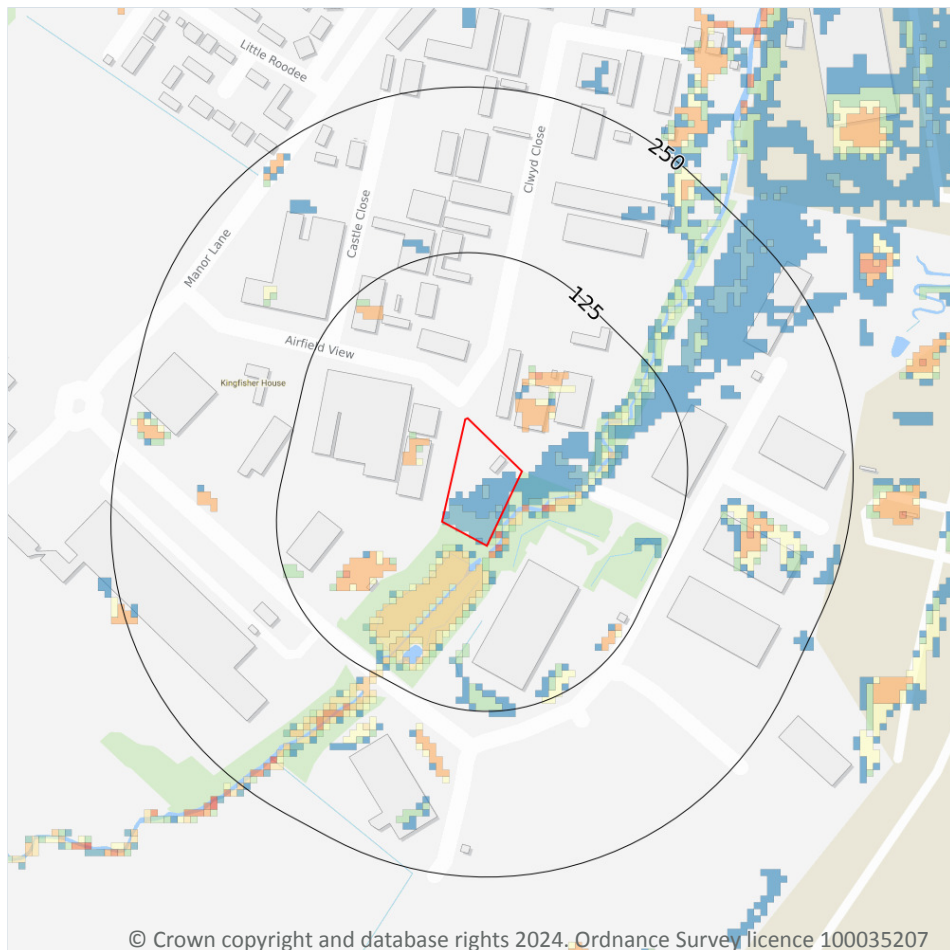 Little Roodee
250
Clwyd Close
Castle Close
Manor Lane
125
Airfield View
Kingfisher House
© Crown copyright and database rights 2024. Ordnance Survey licence 100035207